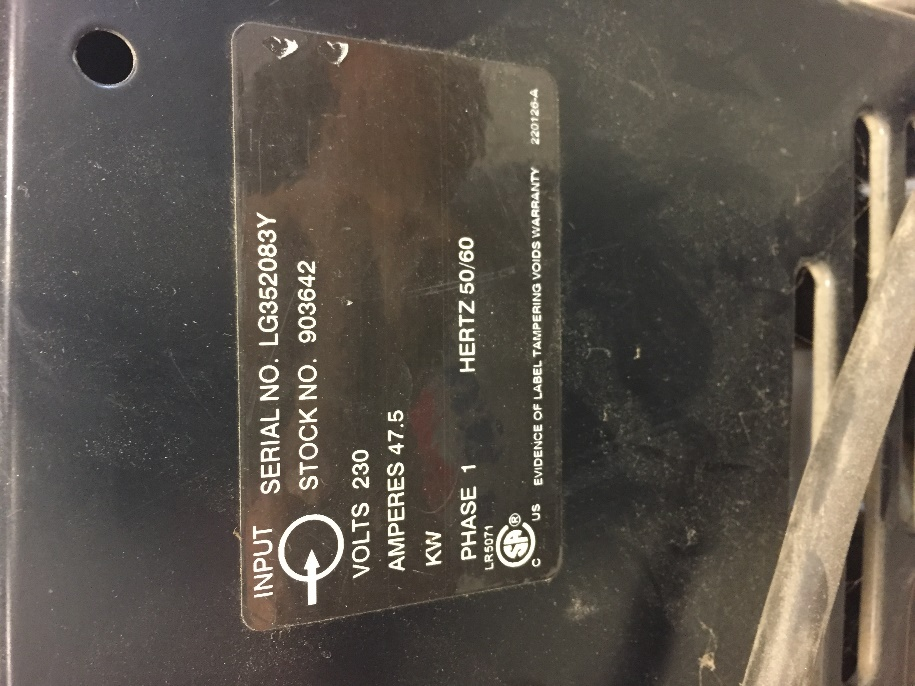 INPUT
SERIAL NO. LG352083Y
STOCK NO. 903642
VOLTS 230
AMPERES 47.5
KW
PHASE 1 HERTZ 50/60
LR5071
SP®
C US EVIDENCE OF LABEL TAMPERING VOIDS WARRANTY 220126-A